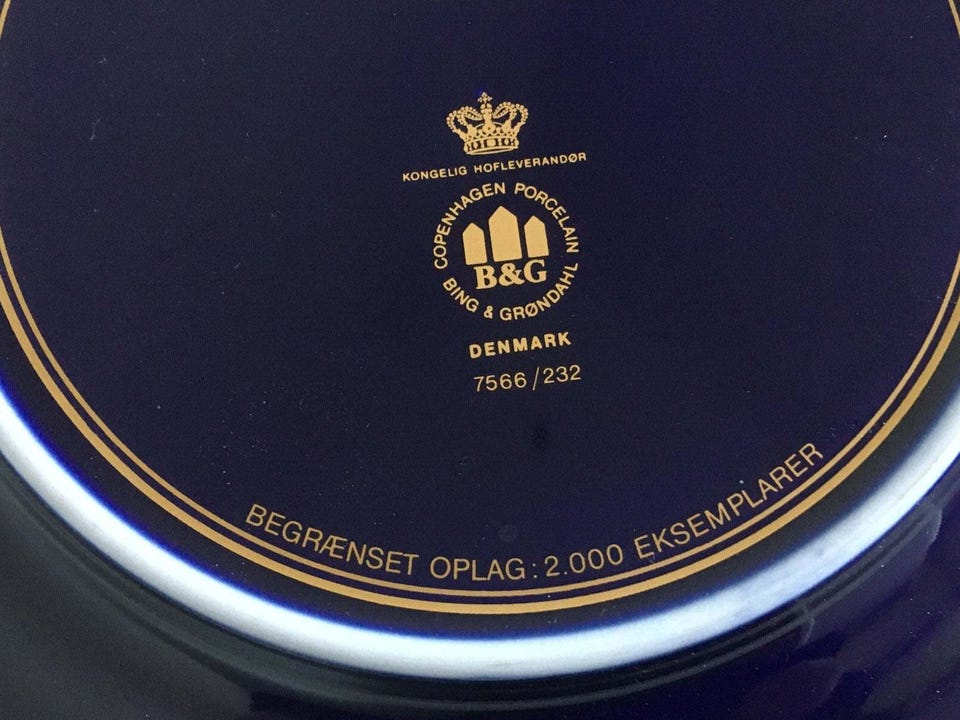 KONGELIG HOFLEVERANDØR
COPENHAGEN PORCELAIN
B&G
BING & GRØNDAHL
DENMARK
7566/232
BEGRÆNSET OPLAG: 2.000 EKSEMPLARER